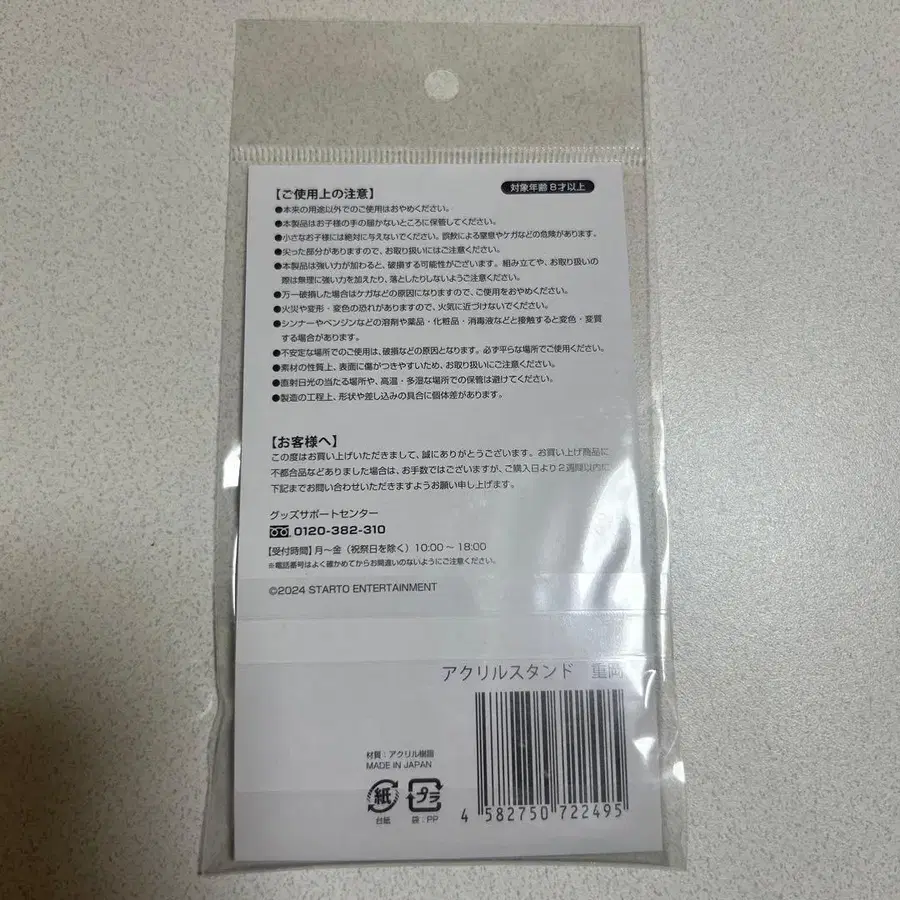 【ご使用上の注意】
対象年齢8才以上
●本来の用途以外でのご使用はおやめください。
●本製品はお子様の手の届かないところに保管してください。
●小さなお子様には絶対に与えないでください。誤飲による窒息やケガなどの危険があります。
●尖った部分がありますので、お取り扱いにはご注意ください。
●本製品は強い力が加わると、破損する可能性がございます。組み立てや、お取り扱いの
際は無理に強い力を加えたり、落としたりしないようご注意ください。
●万一破損した場合はケガなどの原因になりますので、ご使用をおやめください。
●火災や変形・変色の恐れがありますので、火気に近づけないでください。
●シンナーやベンジンなどの溶剤や薬品・化粧品・消毒液などと接触すると変色・変質
する場合があります。
●不安定な場所でのご使用は、破損などの原因となります。必ず平らな場所でご使用ください。
●素材の性質上、表面に傷がつきやすいため、お取り扱いにご注意ください。
●直射日光の当たる場所や、高温・多湿な場所での保管は避けてください。
●製造の工程上、形状や差し込みの具合に個体差があります。
【お客様へ】
この度はお買い上げいただきまして、誠にありがとうございます。お買い上げ商品に
不都合品などありました場合は、お手数ではございますが、ご購入日より2週間以内に
下記までお問い合わせいただきますようお願い申し上げます。
グッズサポートセンター
0120-382-310
【受付時間】月〜金（祝祭日を除く）10:00〜18:00
※電話番号はよく確かめてからお間違いのないようにご注意ください。
©2024 STARTO ENTERTAINMENT
アクリルスタンド 重岡
材質：アクリル樹脂
MADE IN JAPAN
紙
プラ
台紙
袋：PP
4 582750 722495